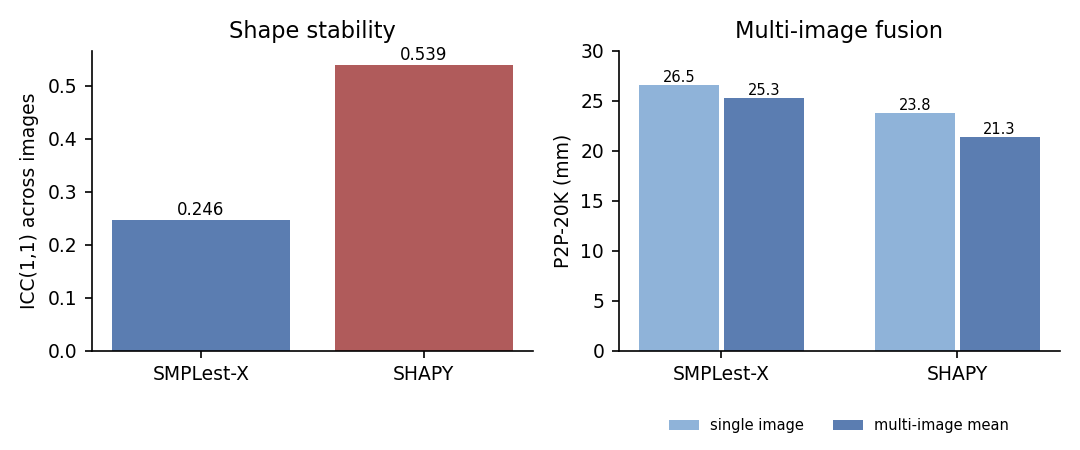 Shape stability
ICC(1,1) across images
0.5
0.4
0.3
0.2
0.1
0.0
0.246
0.539
SMPLest-X
SHAPY
Multi-image fusion
P2P-20K (mm)
30
25
20
15
10
5
0
26.5
25.3
23.8
21.3
SMPLest-X
SHAPY
single image
multi-image mean